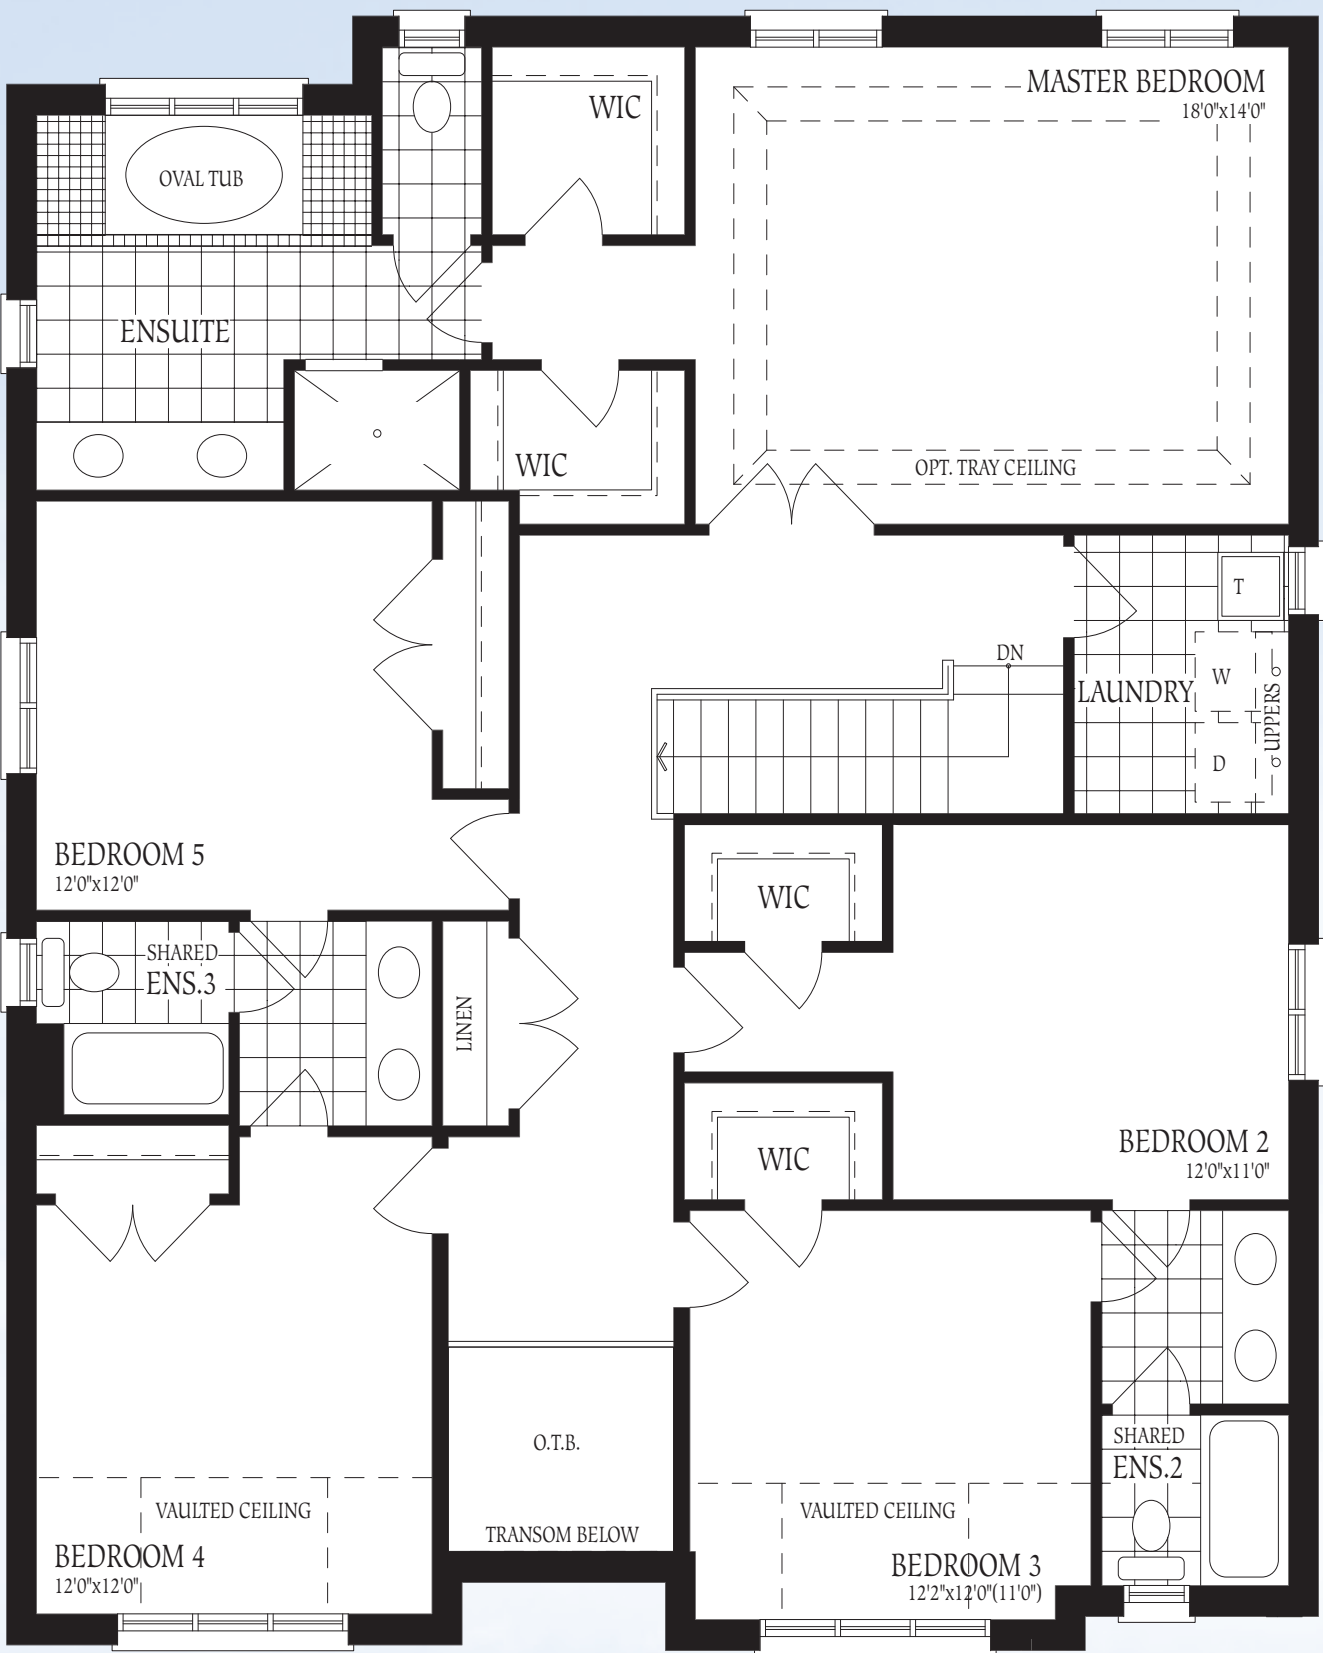 MASTER BEDROOM
18'0"x14'0"
WIC
OVAL TUB
ENSUITE
WIC
OPT. TRAY CEILING
T
DN
LAUNDRY
W
UPPERS
D
BEDROOM 5
12'0"x12'0"
WIC
SHARED
ENS.3
LINEN
WIC
BEDROOM 2
12'0"x11'0"
SHARED
ENS.2
O.T.B.
VAULTED CEILING
VAULTED CEILING
TRANSOM BELOW
BEDROOM 4
12'0"x12'0"
BEDROOM 3
12'2"x12'0"(11'0")